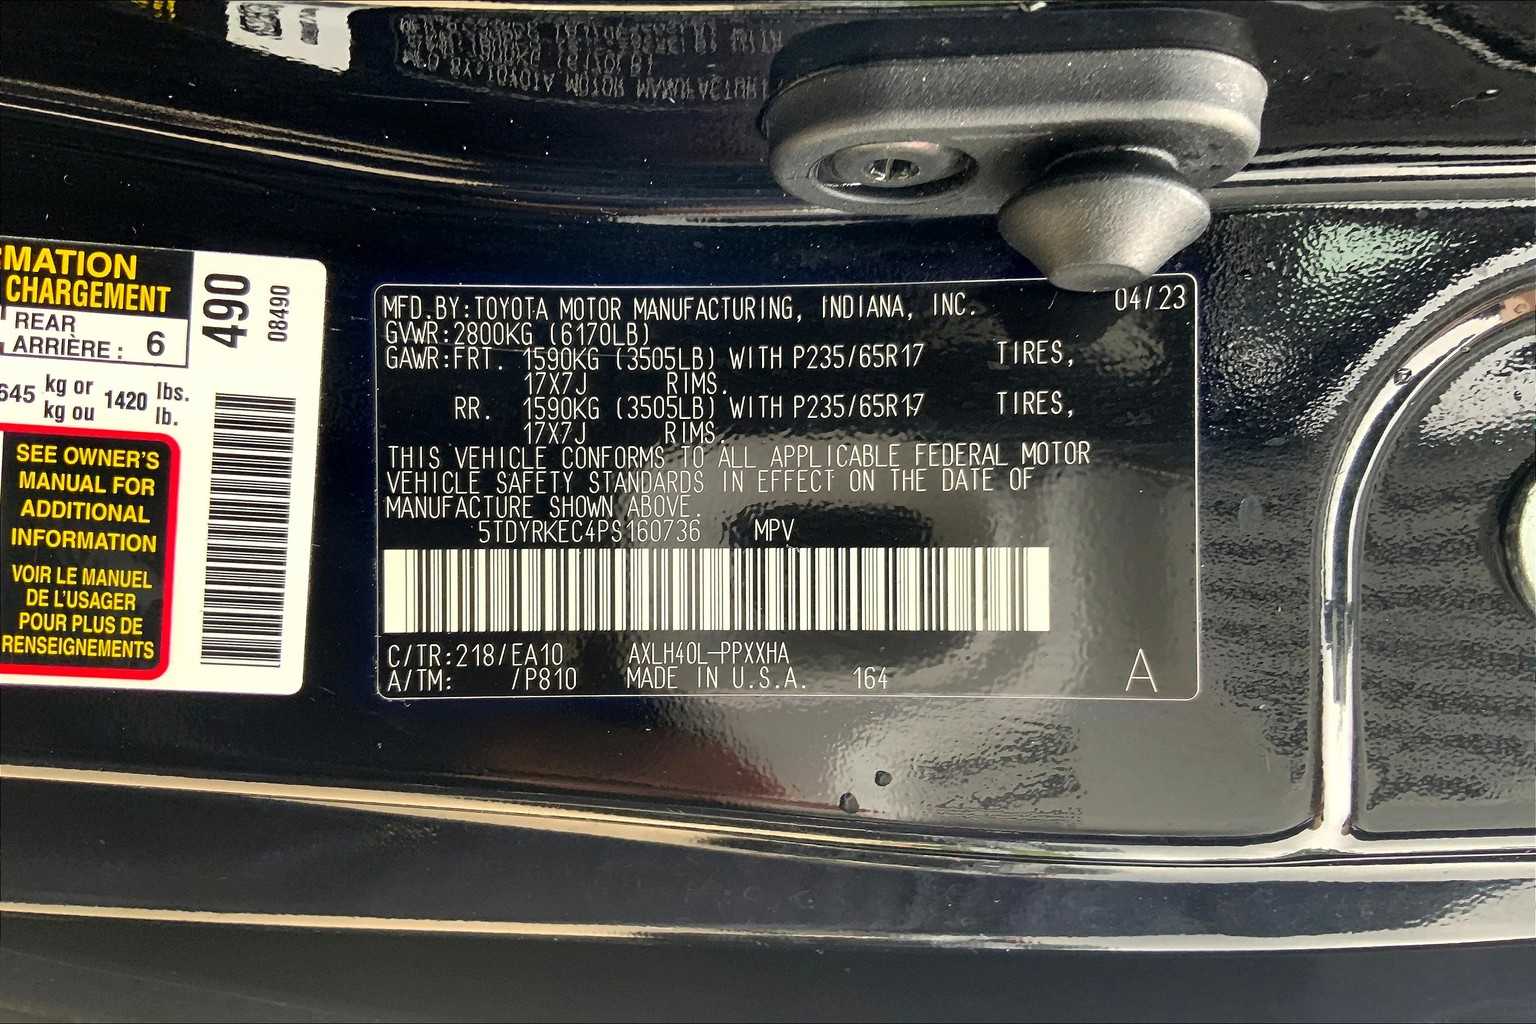 MATION
CHARGEMENT
REAR
ARRIÈRE : 6
645 kg or 1420 lbs.
kg ou lb.
SEE OWNER'S
MANUAL FOR
ADDITIONAL
INFORMATION
VOIR LE MANUEL
DE L'USAGER
POUR PLUS DE
RENSEIGNEMENTS
490
08490
MFD.BY:TOYOTA MOTOR MANUFACTURING, INDIANA, INC. 04/23
GVWR:2800KG (6170LB)
GAWR:FRT. 1590KG (3505LB) WITH P235/65R17 TIRES,
17X7J RIMS.
RR. 1590KG (3505LB) WITH P235/65R17 TIRES,
17X7J RIMS.
THIS VEHICLE CONFORMS TO ALL APPLICABLE FEDERAL MOTOR
VEHICLE SAFETY STANDARDS IN EFFECT ON THE DATE OF
MANUFACTURE SHOWN ABOVE.
5TDYRKEC4PS160736 MPV
C/TR:218/EA10 AXLH40L-PPXXHA
A/TM: /P810 MADE IN U.S.A. 164
A